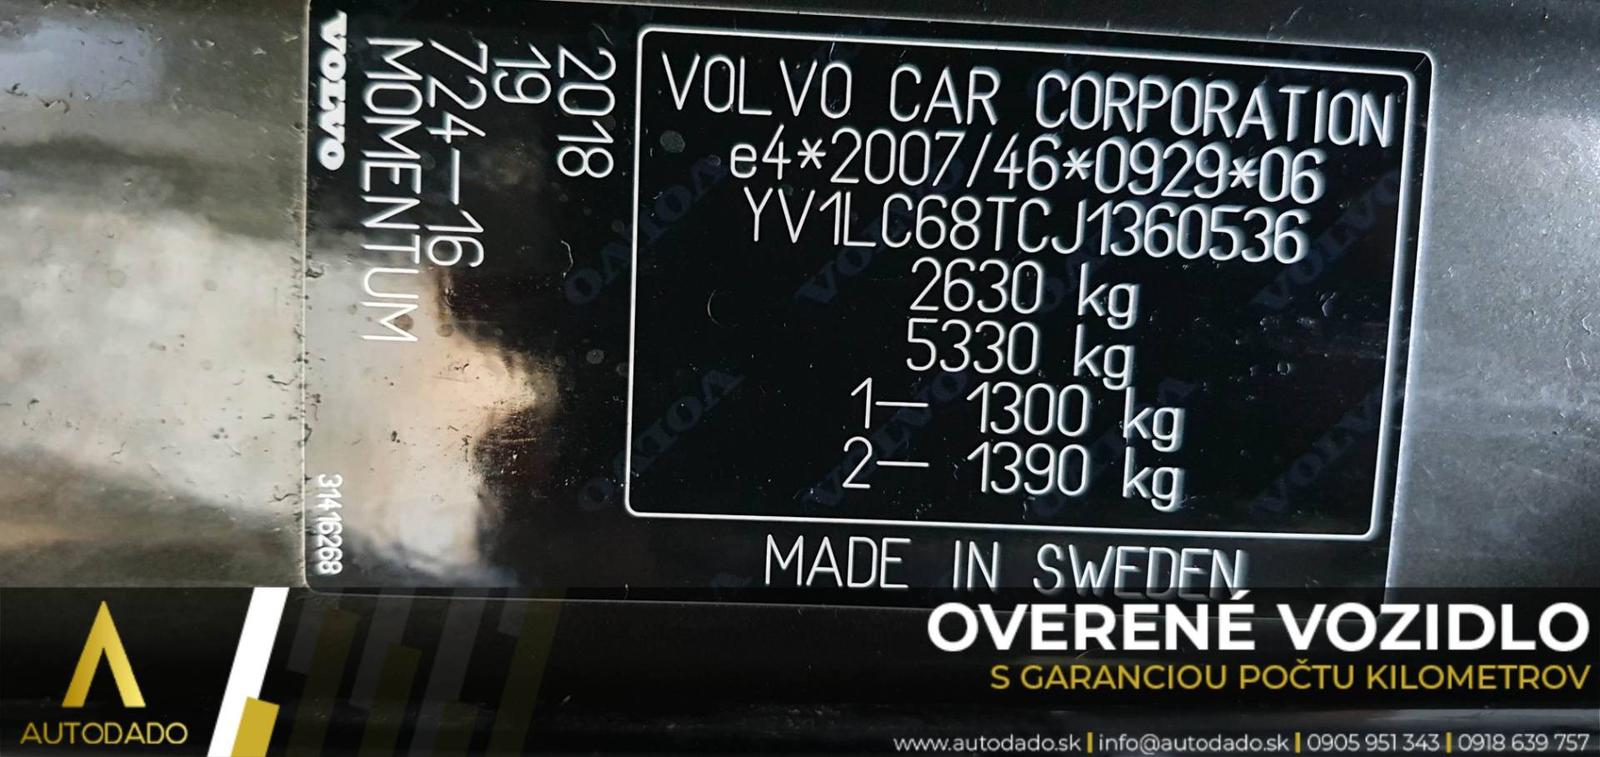 VOLVO
MOMENTUM
724-16
19
2018
31416268
VOLVO CAR CORPORATION
e4*2007/46*0929*06
YV1LC68TCJ1360536
2630 kg
5330 kg
1- 1300 kg
2- 1390 kg
MADE IN SWEDEN
AUTODADO
OVERENÉ VOZIDLO
S GARANCIOU POČTU KILOMETROV
www.autodado.sk | info@autodado.sk | 0905 951 343 | 0918 639 757